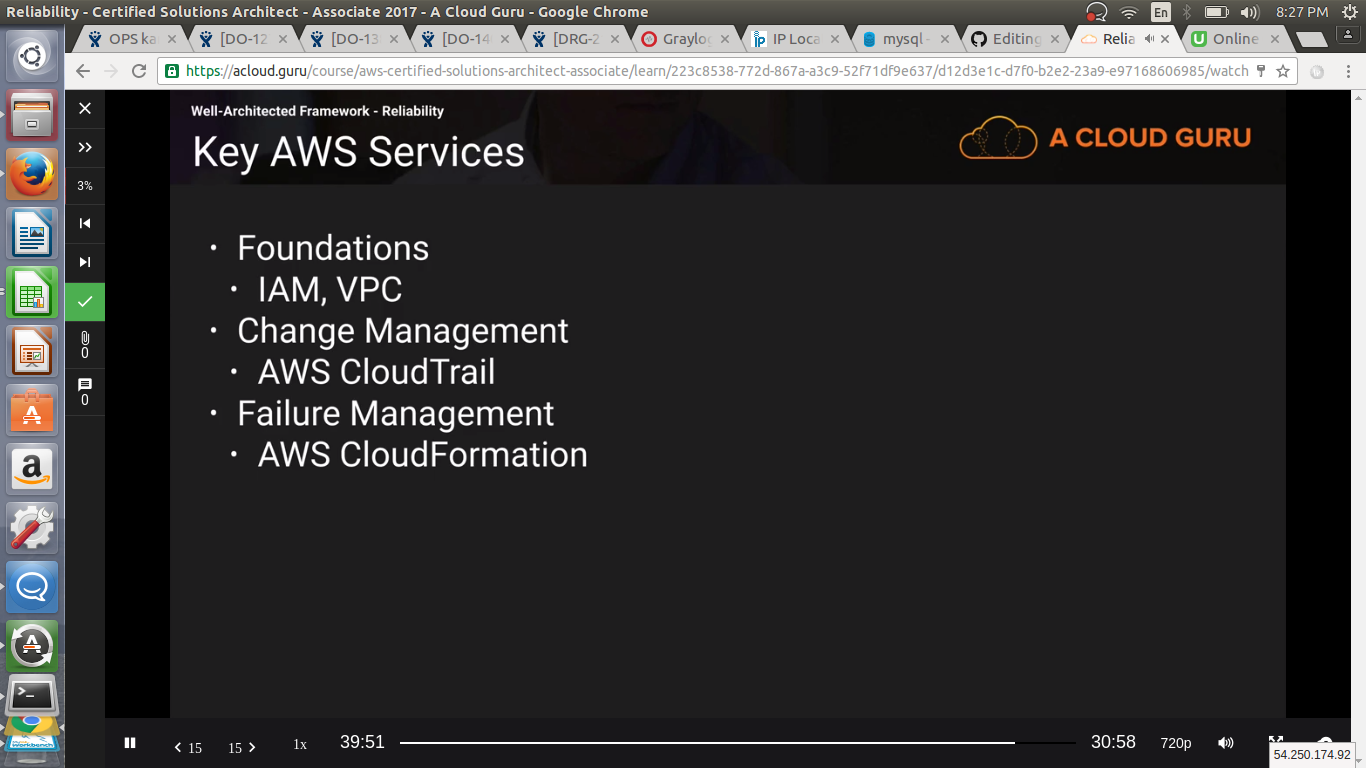 Reliability - Certified Solutions Architect - Associate 2017 - A Cloud Guru - Google Chrome
En
8:27 PM
OPS ka
[DO-12
[DO-13
[DO-14
[DRG-2
Graylo
IP Loca
mysql -
Editing
Relia
Online
https://acloud.guru/course/aws-certified-solutions-architect-associate/learn/223c8538-772d-867a-a3c9-52f71df9e637/d12d3e1c-d7f0-b2e2-23a9-e97168606985/watch
Well-Architected Framework - Reliability
Key AWS Services
A CLOUD GURU
3%
0
0
• Foundations
• IAM, VPC
• Change Management
• AWS CloudTrail
• Failure Management
• AWS CloudFormation
15
15
1x
39:51
30:58
720p
54.250.174.92